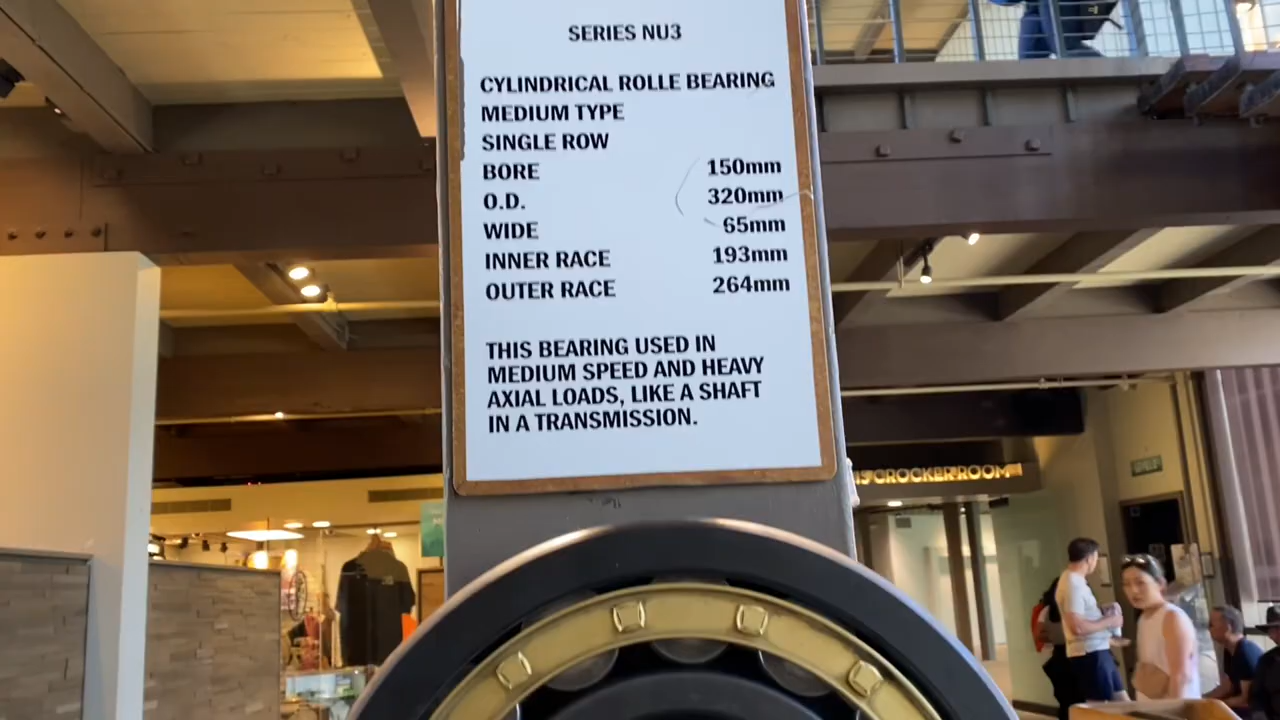 SERIES NU3
CYLINDRICAL ROLLE BEARING
MEDIUM TYPE
SINGLE ROW
BORE 150mm
O.D. 320mm
WIDE 65mm
INNER RACE 193mm
OUTER RACE 264mm
THIS BEARING USED IN
MEDIUM SPEED AND HEAVY
AXIAL LOADS, LIKE A SHAFT
IN A TRANSMISSION.
CROCKER ROOM